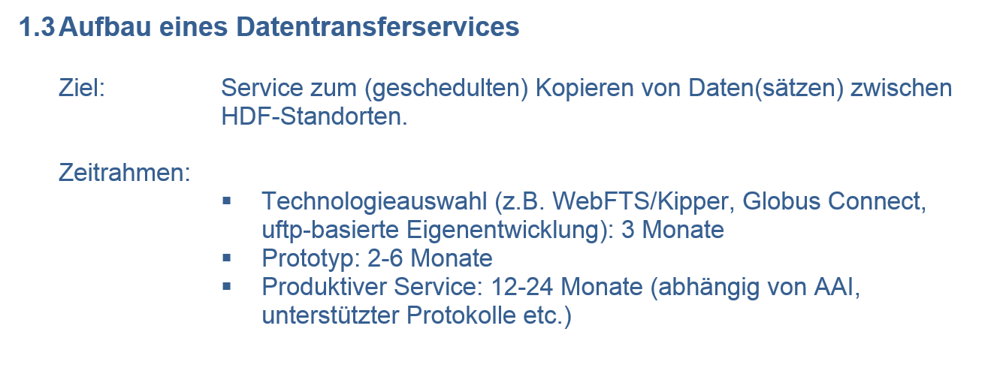 1.3 Aufbau eines Datentransferservices
Ziel: Service zum (geschedulten) Kopieren von Daten(sätzen) zwischen
HDF-Standorten.
Zeitrahmen:
▪ Technologieauswahl (z.B. WebFTS/Kipper, Globus Connect,
uftp-basierte Eigenentwicklung): 3 Monate
▪ Prototyp: 2-6 Monate
▪ Produktiver Service: 12-24 Monate (abhängig von AAI,
unterstützter Protokolle etc.)